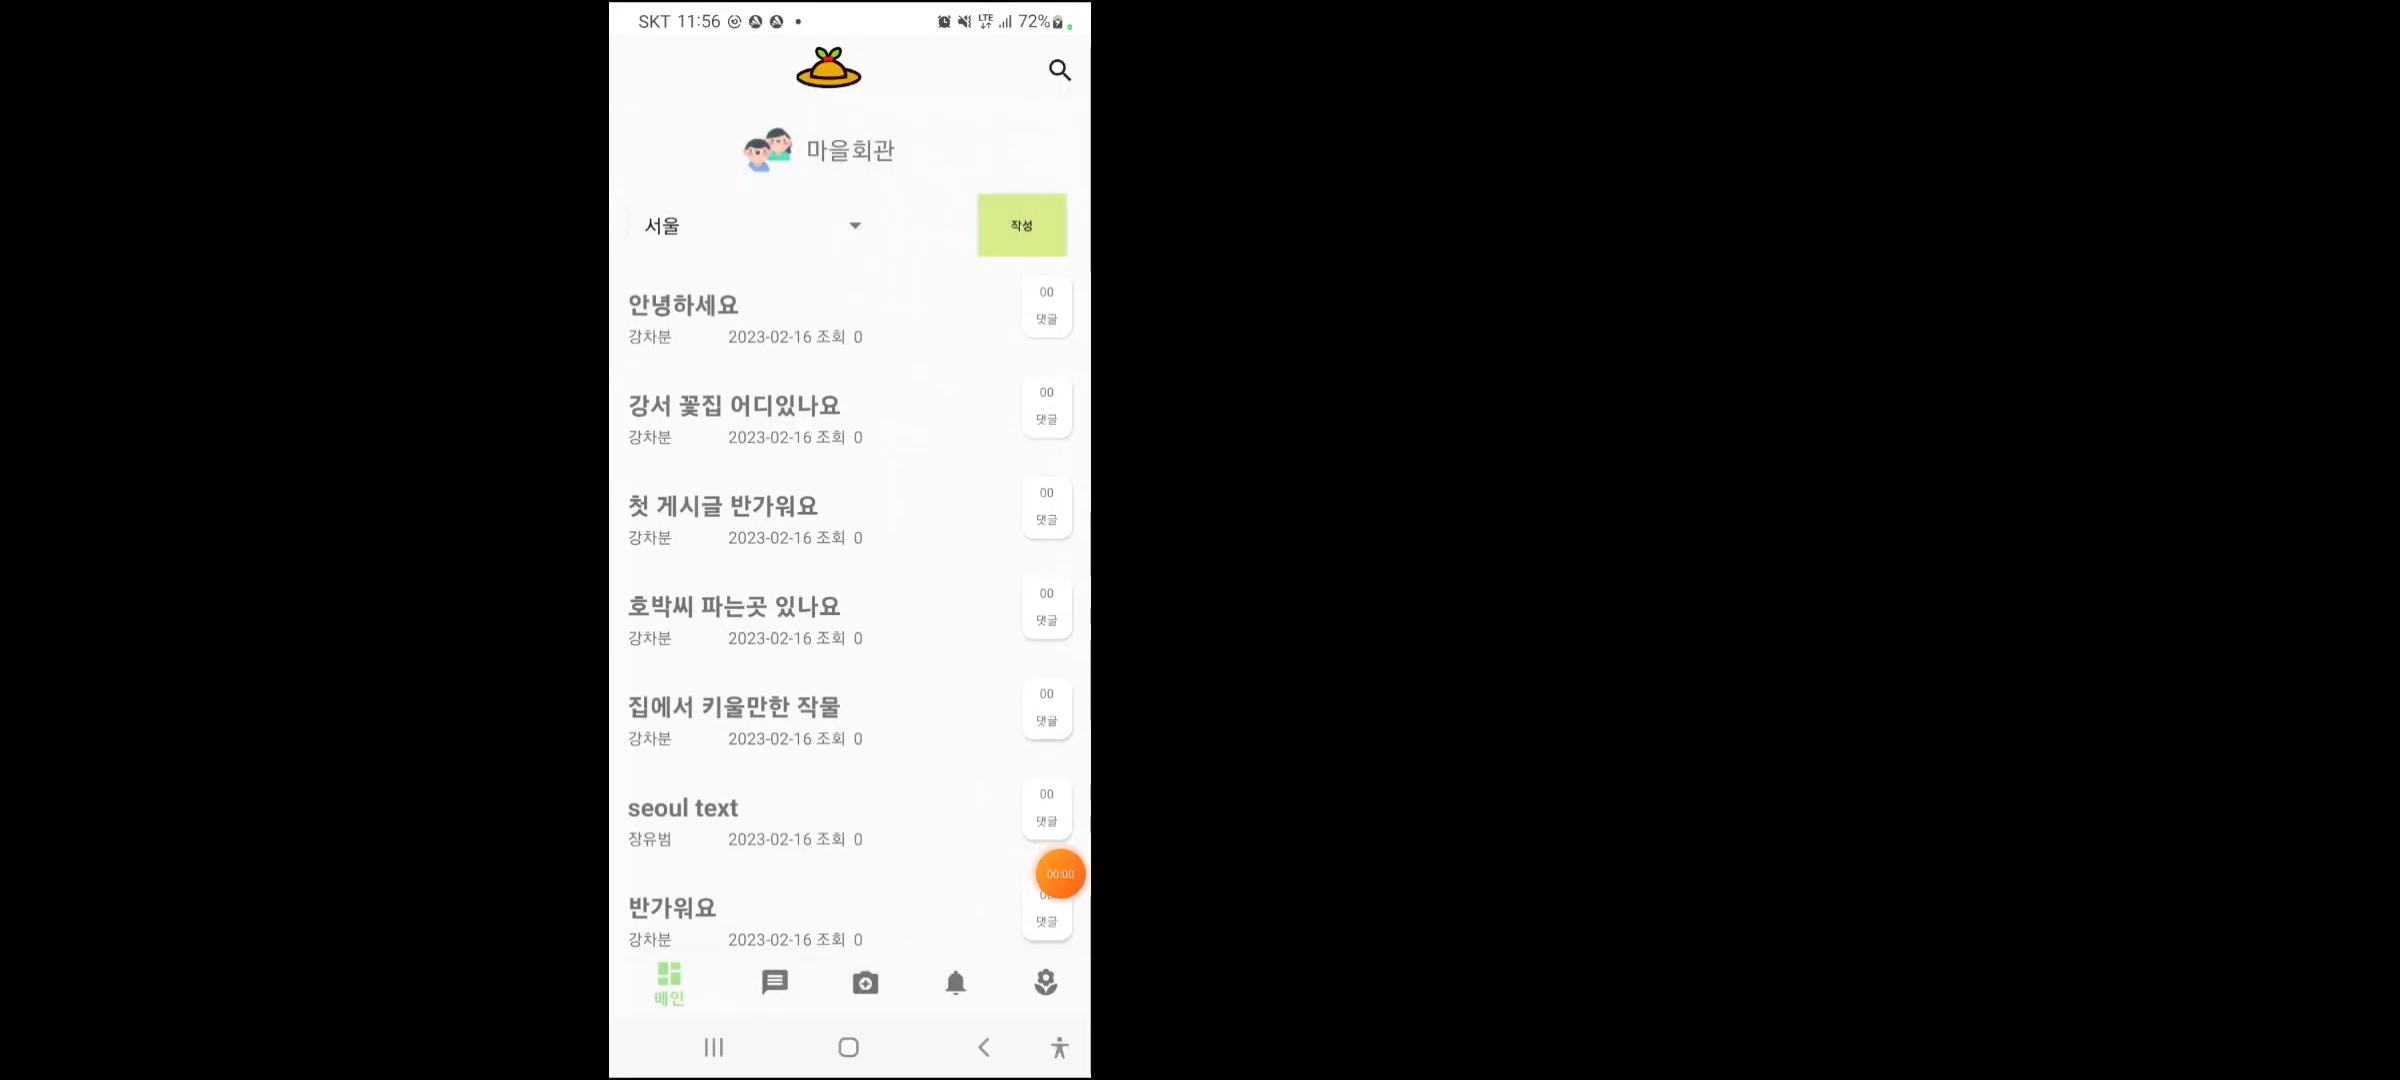 SKT 11:56
LTE
72%
마을회관
서울
작성
안녕하세요
강차분 2023-02-16 조회 0
00
댓글
강서 꽃집 어디있나요
강차분 2023-02-16 조회 0
00
댓글
첫 게시글 반가워요
강차분 2023-02-16 조회 0
00
댓글
호박씨 파는곳 있나요
강차분 2023-02-16 조회 0
00
댓글
집에서 키울만한 작물
강차분 2023-02-16 조회 0
00
댓글
seoul text
장유범 2023-02-16 조회 0
00
댓글
00:00
반가워요
강차분 2023-02-16 조회 0
댓글
메인